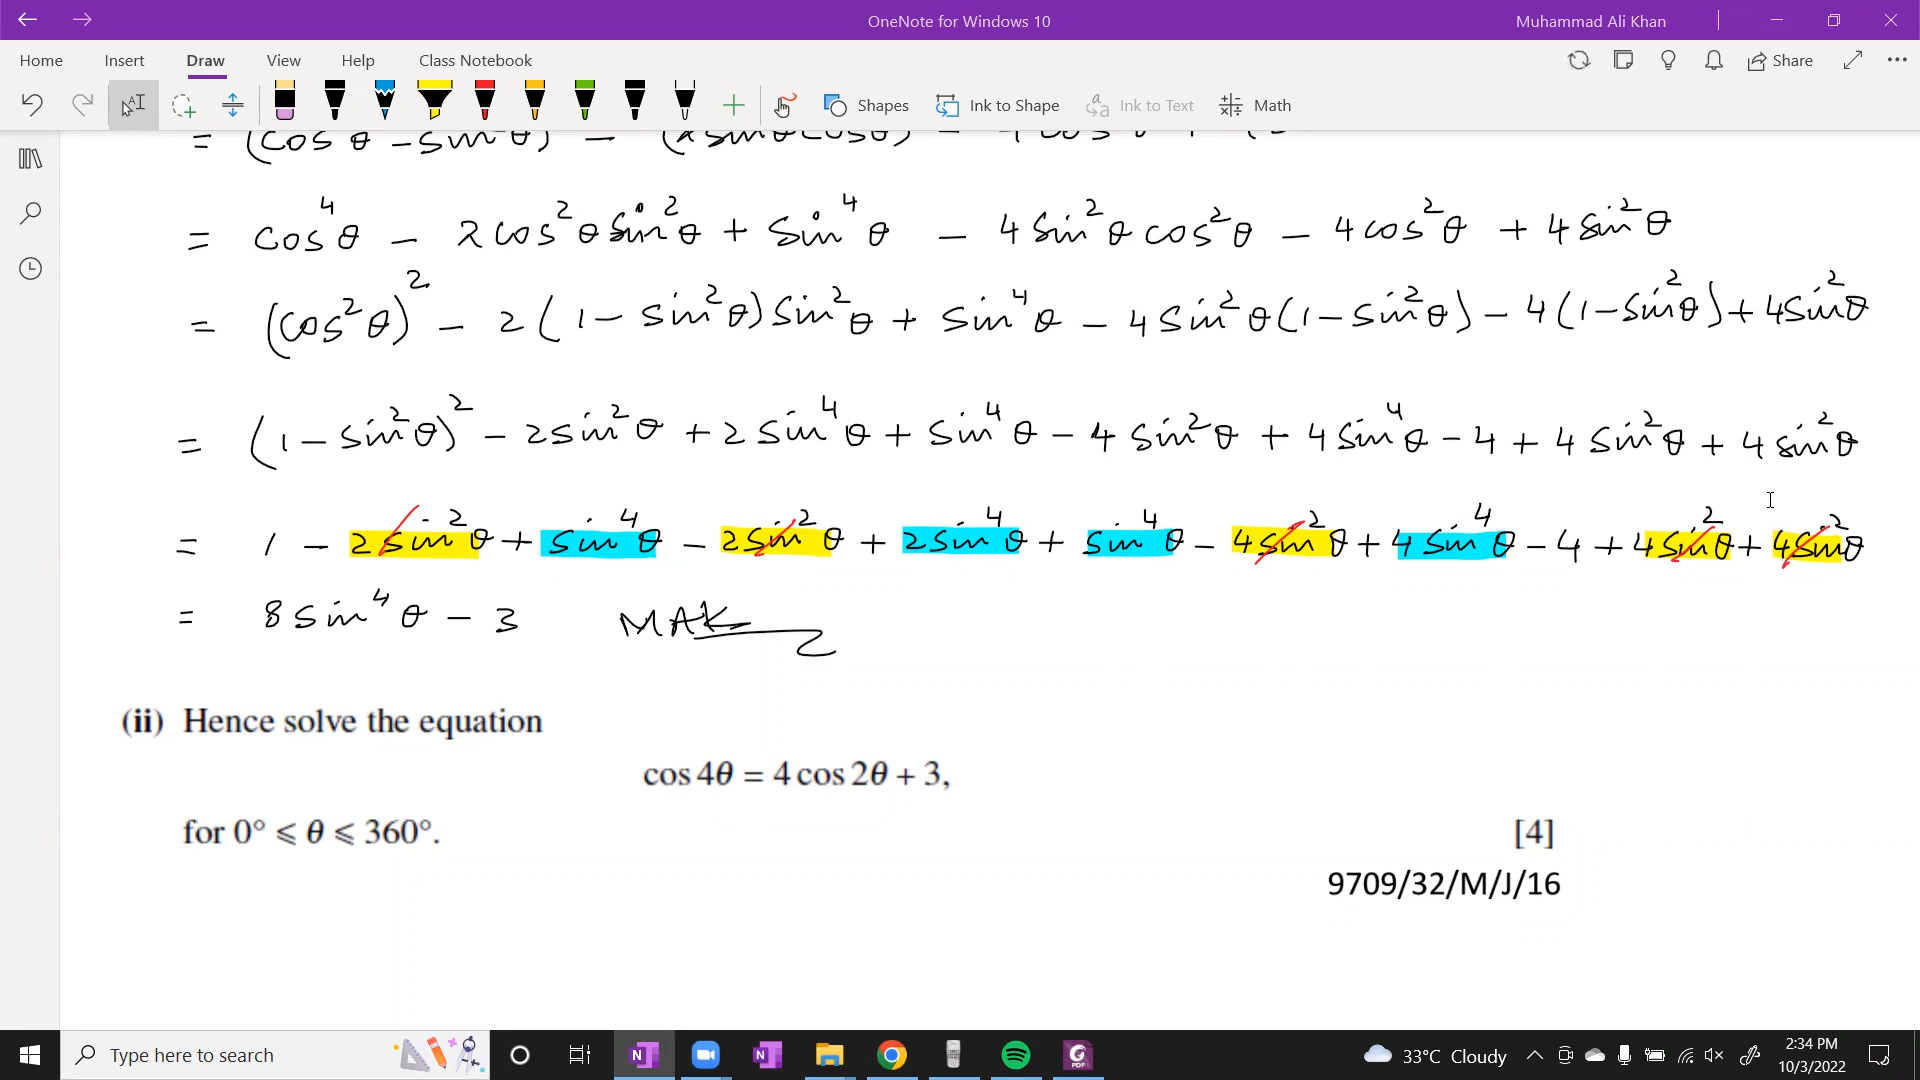 OneNote for Windows 10
Muhammad Ali Khan
Home Insert Draw View Help Class Notebook Share
Shapes Ink to Shape Ink to Text Math
= cos⁴θ − 2cos²θ sin²θ + sin⁴θ − 4sin²θ cos²θ − 4cos²θ + 4sin²θ
= (cos²θ)² − 2(1−sin²θ)sin²θ + sin⁴θ − 4sin²θ(1−sin²θ) − 4(1−sin²θ) + 4sin²θ
= (1−sin²θ)² − 2sin²θ + 2sin⁴θ + sin⁴θ − 4sin²θ + 4sin⁴θ − 4 + 4sin²θ + 4sin²θ
= 1 − 2sin²θ + sin⁴θ − 2sin²θ + 2sin⁴θ + sin⁴θ − 4sin²θ + 4sin⁴θ − 4 + 4sin²θ + 4sin²θ
= 8sin⁴θ − 3 MAK
(ii) Hence solve the equation
cos 4θ = 4 cos 2θ + 3,
for 0° ⩽ θ ⩽ 360°.
[4]
9709/32/M/J/16
Type here to search
33°C Cloudy
2:34 PM
10/3/2022